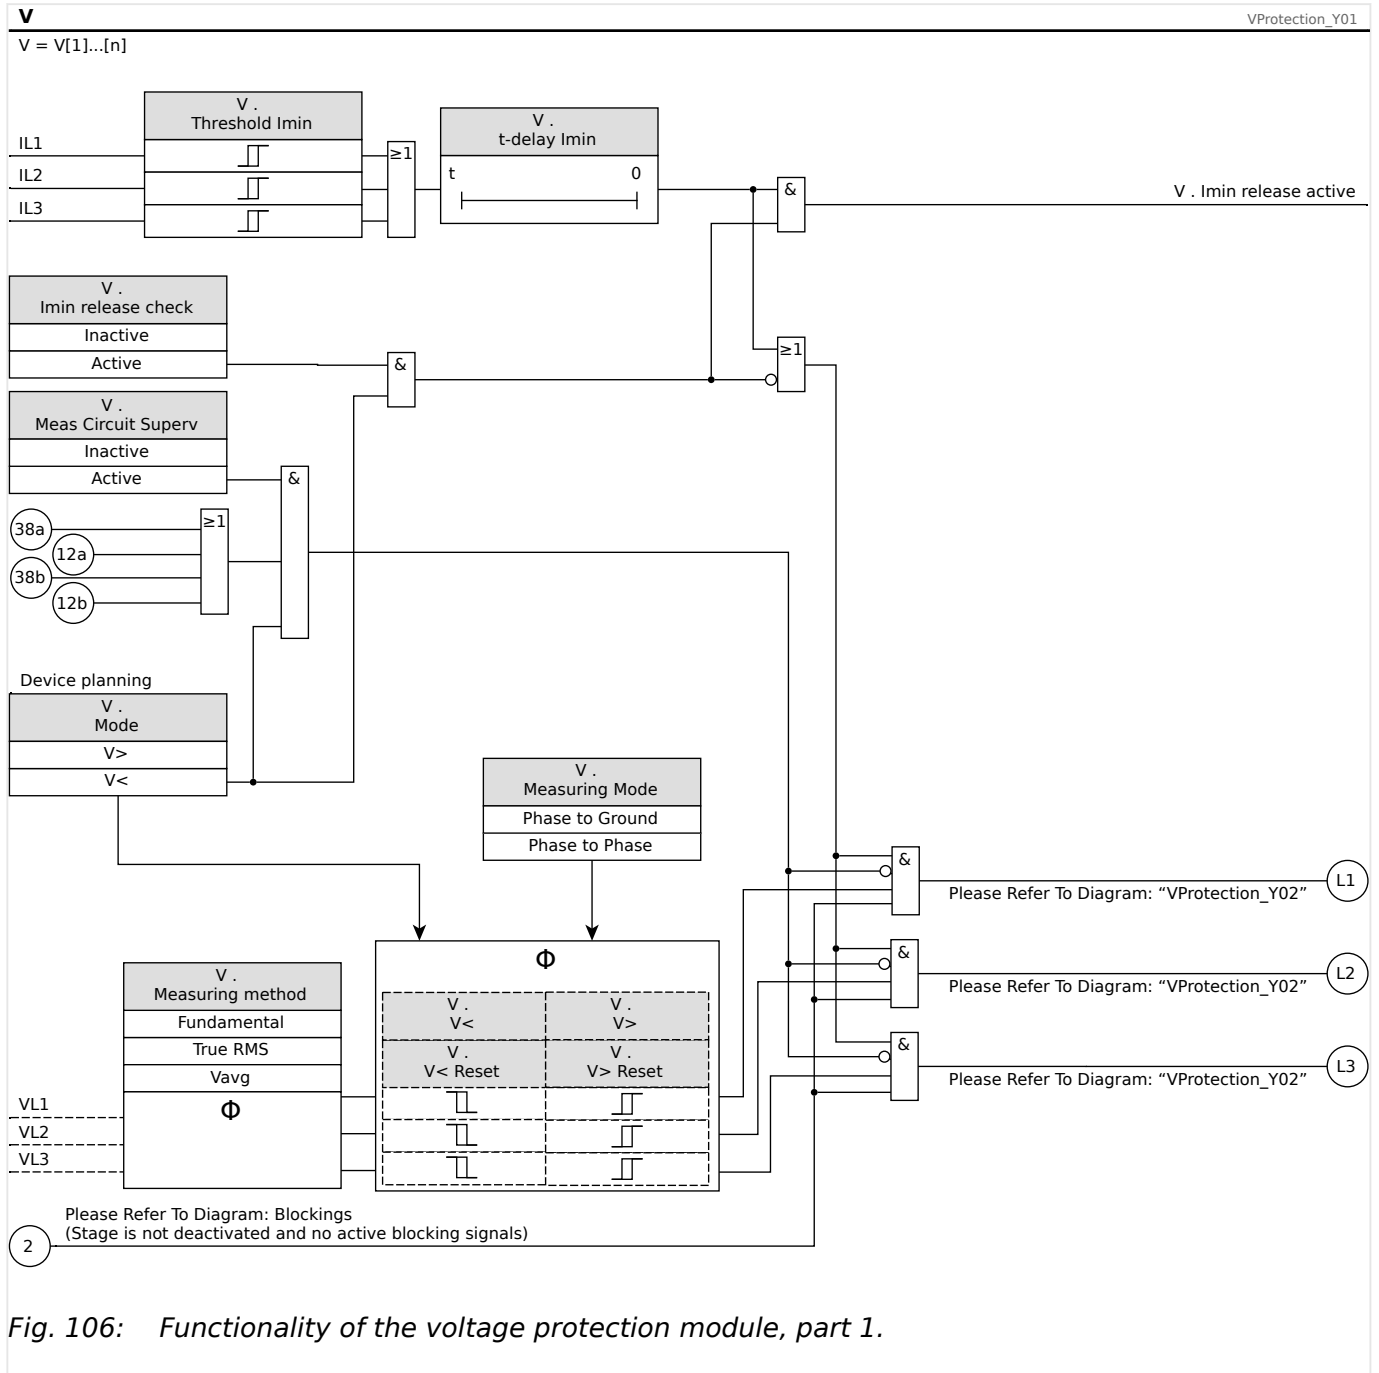 V
VProtection_Y01
V = V[1]...[n]
V .
Threshold Imin
IL1
IL2
IL3
≥1
V .
t-delay Imin
t
0
&
V . Imin release active
V .
Imin release check
Inactive
Active
&
≥1
V .
Meas Circuit Superv
Inactive
Active
&
38a
12a
38b
12b
≥1
Device planning
V .
Mode
V>
V<
V .
Measuring Mode
Phase to Ground
Phase to Phase
&
Please Refer To Diagram: “VProtection_Y02”
L1
&
Please Refer To Diagram: “VProtection_Y02”
L2
&
Please Refer To Diagram: “VProtection_Y02”
L3
V .
Measuring method
Fundamental
True RMS
Vavg
Φ
VL1
VL2
VL3
Φ
V .
V<
V .
V>
V .
V< Reset
V .
V> Reset
Please Refer To Diagram: Blockings
(Stage is not deactivated and no active blocking signals)
2
Fig. 106: Functionality of the voltage protection module, part 1.